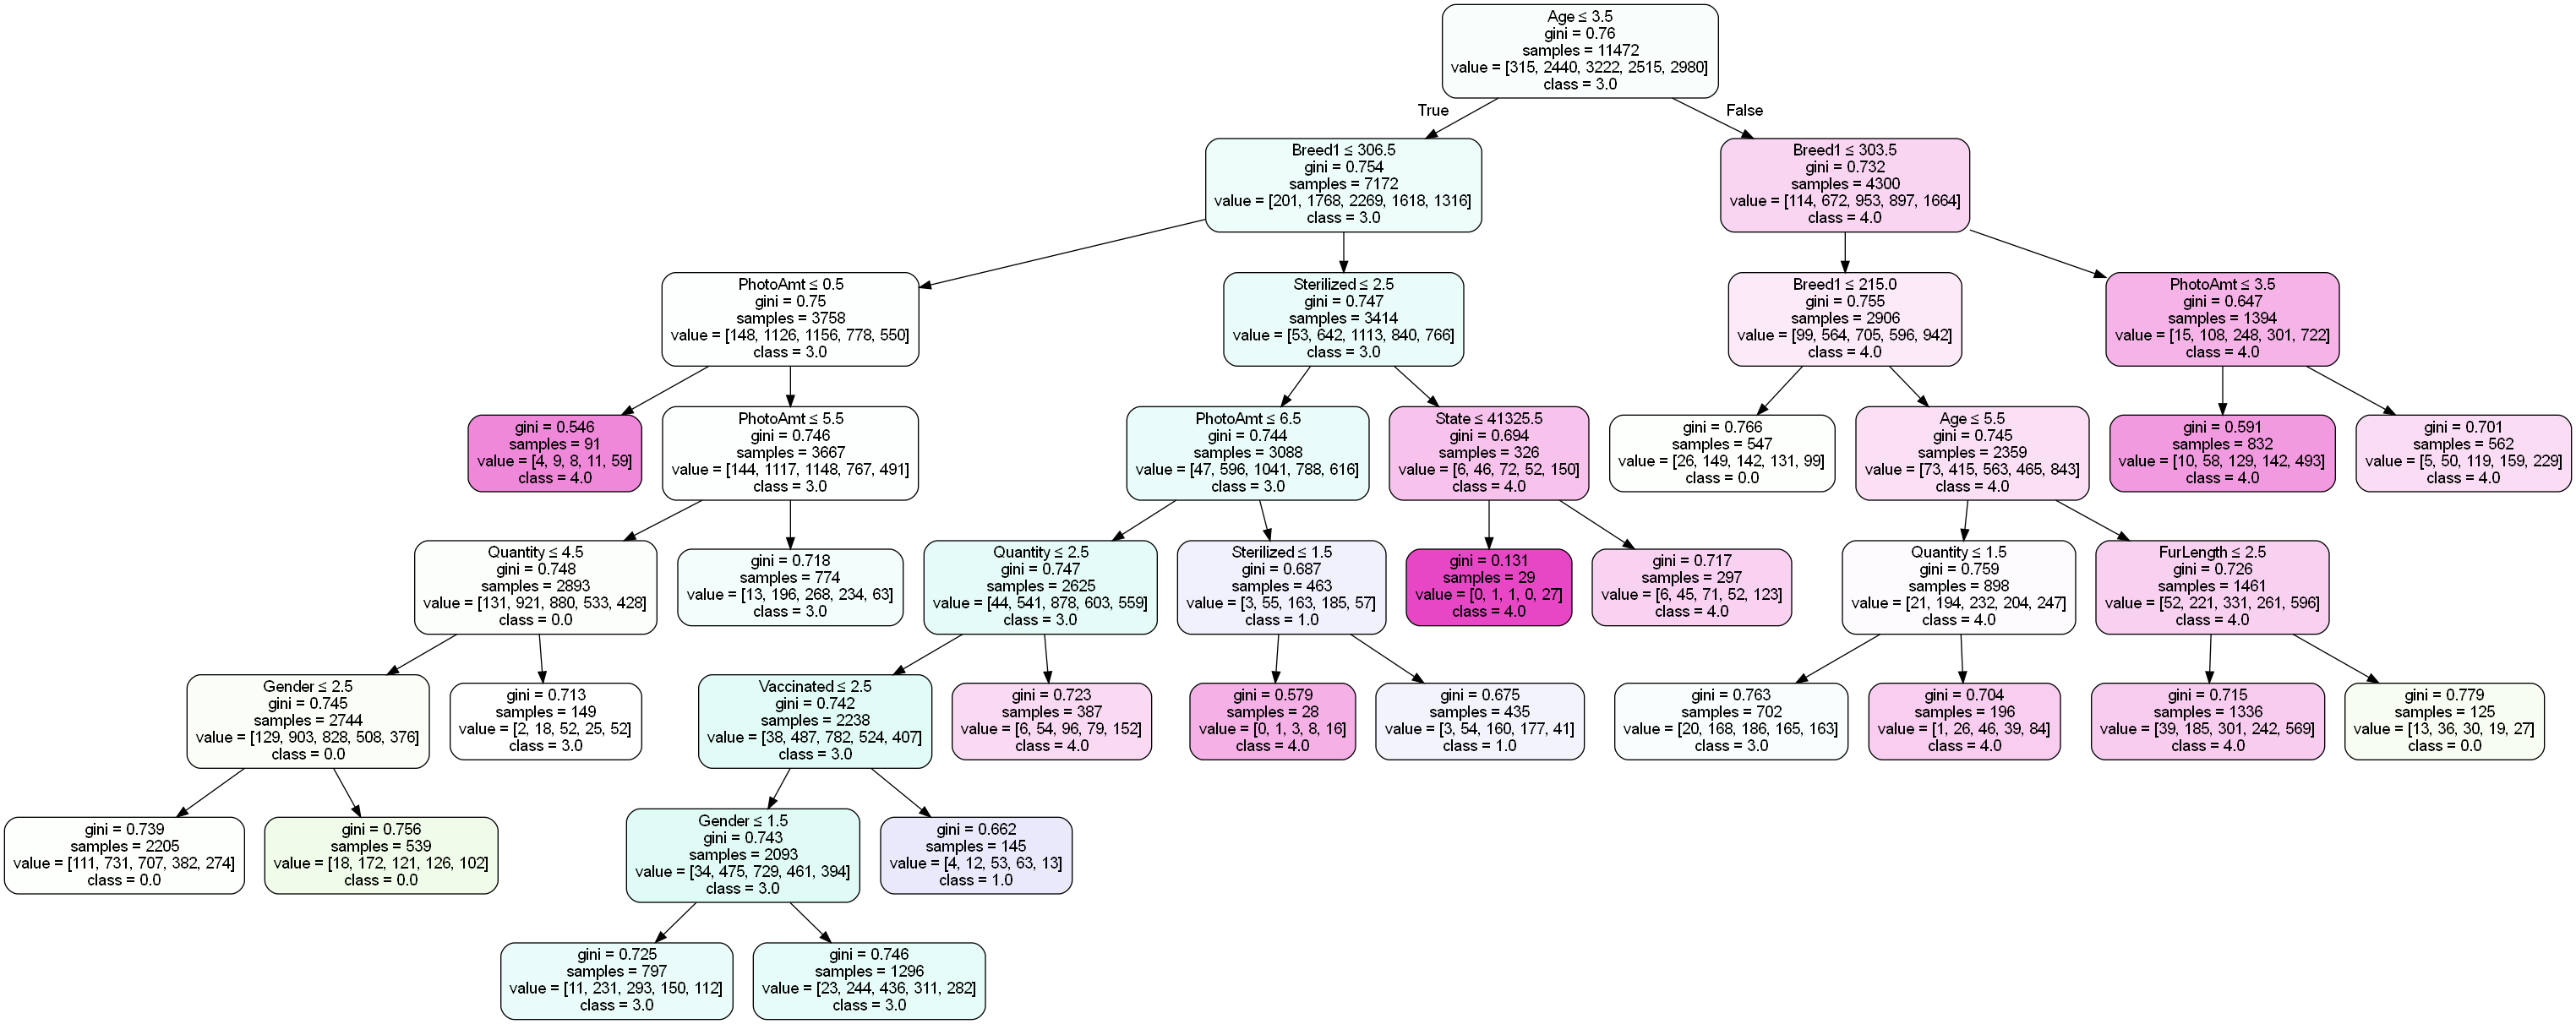 Age ≤ 3.5
gini = 0.76
samples = 11472
value = [315, 2440, 3222, 2515, 2980]
class = 3.0
True
False
Breed1 ≤ 306.5
gini = 0.754
samples = 7172
value = [201, 1768, 2269, 1618, 1316]
class = 3.0
Breed1 ≤ 303.5
gini = 0.732
samples = 4300
value = [114, 672, 953, 897, 1664]
class = 4.0
PhotoAmt ≤ 0.5
gini = 0.75
samples = 3758
value = [148, 1126, 1156, 778, 550]
class = 3.0
Sterilized ≤ 2.5
gini = 0.747
samples = 3414
value = [53, 642, 1113, 840, 766]
class = 3.0
Breed1 ≤ 215.0
gini = 0.755
samples = 2906
value = [99, 564, 705, 596, 942]
class = 4.0
PhotoAmt ≤ 3.5
gini = 0.647
samples = 1394
value = [15, 108, 248, 301, 722]
class = 4.0
gini = 0.546
samples = 91
value = [4, 9, 8, 11, 59]
class = 4.0
PhotoAmt ≤ 5.5
gini = 0.746
samples = 3667
value = [144, 1117, 1148, 767, 491]
class = 3.0
PhotoAmt ≤ 6.5
gini = 0.744
samples = 3088
value = [47, 596, 1041, 788, 616]
class = 3.0
State ≤ 41325.5
gini = 0.694
samples = 326
value = [6, 46, 72, 52, 150]
class = 4.0
gini = 0.766
samples = 547
value = [26, 149, 142, 131, 99]
class = 0.0
Age ≤ 5.5
gini = 0.745
samples = 2359
value = [73, 415, 563, 465, 843]
class = 4.0
gini = 0.591
samples = 832
value = [10, 58, 129, 142, 493]
class = 4.0
gini = 0.701
samples = 562
value = [5, 50, 119, 159, 229]
class = 4.0
Quantity ≤ 4.5
gini = 0.748
samples = 2893
value = [131, 921, 880, 533, 428]
class = 0.0
gini = 0.718
samples = 774
value = [13, 196, 268, 234, 63]
class = 3.0
Quantity ≤ 2.5
gini = 0.747
samples = 2625
value = [44, 541, 878, 603, 559]
class = 3.0
Sterilized ≤ 1.5
gini = 0.687
samples = 463
value = [3, 55, 163, 185, 57]
class = 1.0
gini = 0.131
samples = 29
value = [0, 1, 1, 0, 27]
class = 4.0
gini = 0.717
samples = 297
value = [6, 45, 71, 52, 123]
class = 4.0
Quantity ≤ 1.5
gini = 0.759
samples = 898
value = [21, 194, 232, 204, 247]
class = 4.0
FurLength ≤ 2.5
gini = 0.726
samples = 1461
value = [52, 221, 331, 261, 596]
class = 4.0
Gender ≤ 2.5
gini = 0.745
samples = 2744
value = [129, 903, 828, 508, 376]
class = 0.0
gini = 0.713
samples = 149
value = [2, 18, 52, 25, 52]
class = 3.0
Vaccinated ≤ 2.5
gini = 0.742
samples = 2238
value = [38, 487, 782, 524, 407]
class = 3.0
gini = 0.723
samples = 387
value = [6, 54, 96, 79, 152]
class = 4.0
gini = 0.579
samples = 28
value = [0, 1, 3, 8, 16]
class = 4.0
gini = 0.675
samples = 435
value = [3, 54, 160, 177, 41]
class = 1.0
gini = 0.763
samples = 702
value = [20, 168, 186, 165, 163]
class = 3.0
gini = 0.704
samples = 196
value = [1, 26, 46, 39, 84]
class = 4.0
gini = 0.715
samples = 1336
value = [39, 185, 301, 242, 569]
class = 4.0
gini = 0.779
samples = 125
value = [13, 36, 30, 19, 27]
class = 0.0
gini = 0.739
samples = 2205
value = [111, 731, 707, 382, 274]
class = 0.0
gini = 0.756
samples = 539
value = [18, 172, 121, 126, 102]
class = 0.0
Gender ≤ 1.5
gini = 0.743
samples = 2093
value = [34, 475, 729, 461, 394]
class = 3.0
gini = 0.662
samples = 145
value = [4, 12, 53, 63, 13]
class = 1.0
gini = 0.725
samples = 797
value = [11, 231, 293, 150, 112]
class = 3.0
gini = 0.746
samples = 1296
value = [23, 244, 436, 311, 282]
class = 3.0